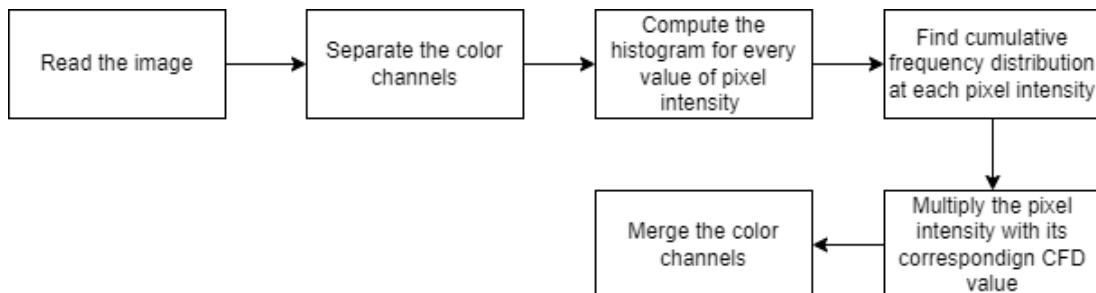 Read the image
Separate the color
channels
Compute the
histogram for every
value of pixel
intensity
Find cumulative
frequency distribution
at each pixel intensity
Multiply the pixel
intensity with its
correspondign CFD
value
Merge the color
channels